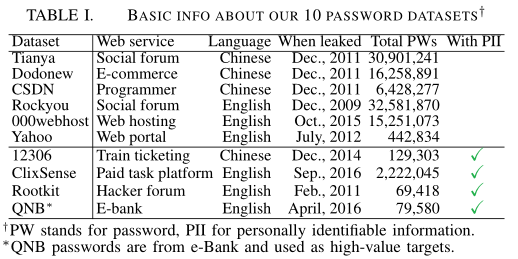 TABLE I. BASIC INFO ABOUT OUR 10 PASSWORD DATASETS†
Dataset Web service Language When leaked Total PWs With PII
Tianya Social forum Chinese Dec., 2011 30,901,241
Dodonew E-commerce Chinese Dec., 2011 16,258,891
CSDN Programmer Chinese Dec., 2011 6,428,277
Rockyou Social forum English Dec., 2009 32,581,870
000webhost Web hosting English Oct., 2015 15,251,073
Yahoo Web portal English July, 2012 442,834
12306 Train ticketing Chinese Dec., 2014 129,303 ✓
ClixSense Paid task platform English Sep., 2016 2,222,045 ✓
Rootkit Hacker forum English Feb., 2011 69,418 ✓
QNB* E-bank English April, 2016 79,580 ✓
†PW stands for password, PII for personally identifiable information.
*QNB passwords are from e-Bank and used as high-value targets.